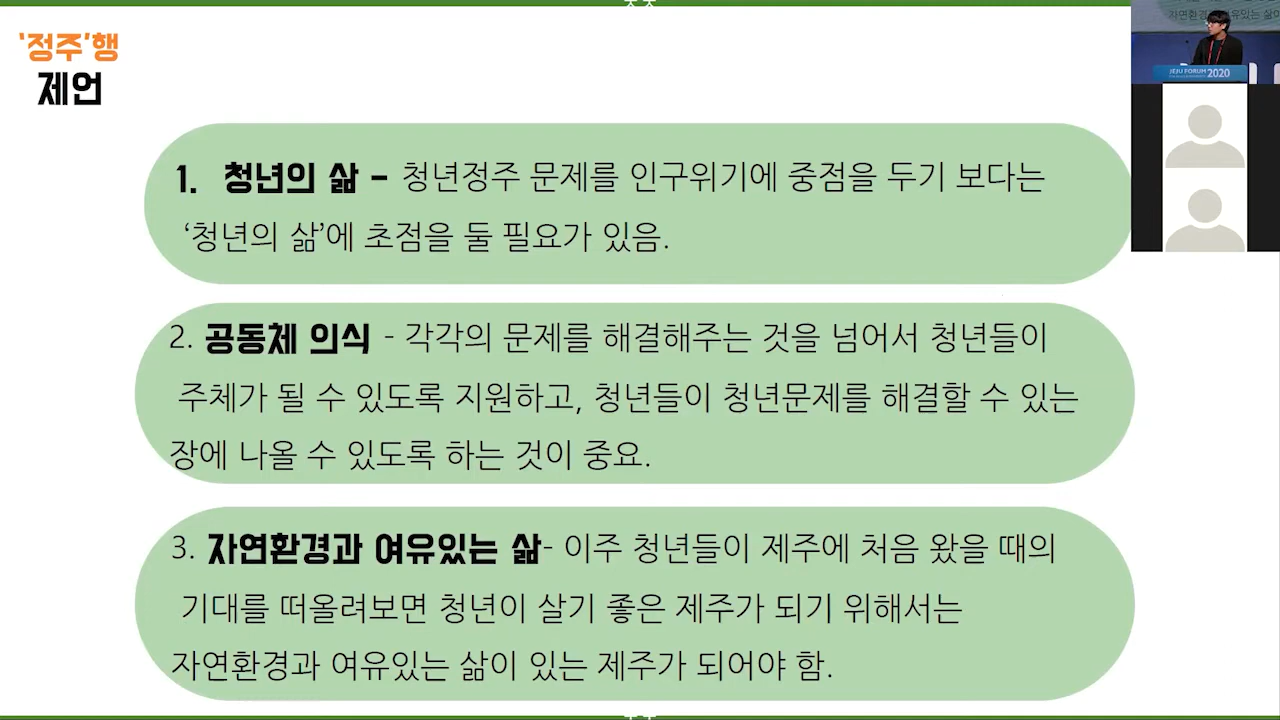 ‘정주’행
제언
1. 청년의 삶 - 청년정주 문제를 인구위기에 중점을 두기 보다는
‘청년의 삶’에 초점을 둘 필요가 있음.
2. 공동체 의식 - 각각의 문제를 해결해주는 것을 넘어서 청년들이
주체가 될 수 있도록 지원하고, 청년들이 청년문제를 해결할 수 있는
장에 나올 수 있도록 하는 것이 중요.
3. 자연환경과 여유있는 삶- 이주 청년들이 제주에 처음 왔을 때의
기대를 떠올려보면 청년이 살기 좋은 제주가 되기 위해서는
자연환경과 여유있는 삶이 있는 제주가 되어야 함.
JEJU FORUM 2020